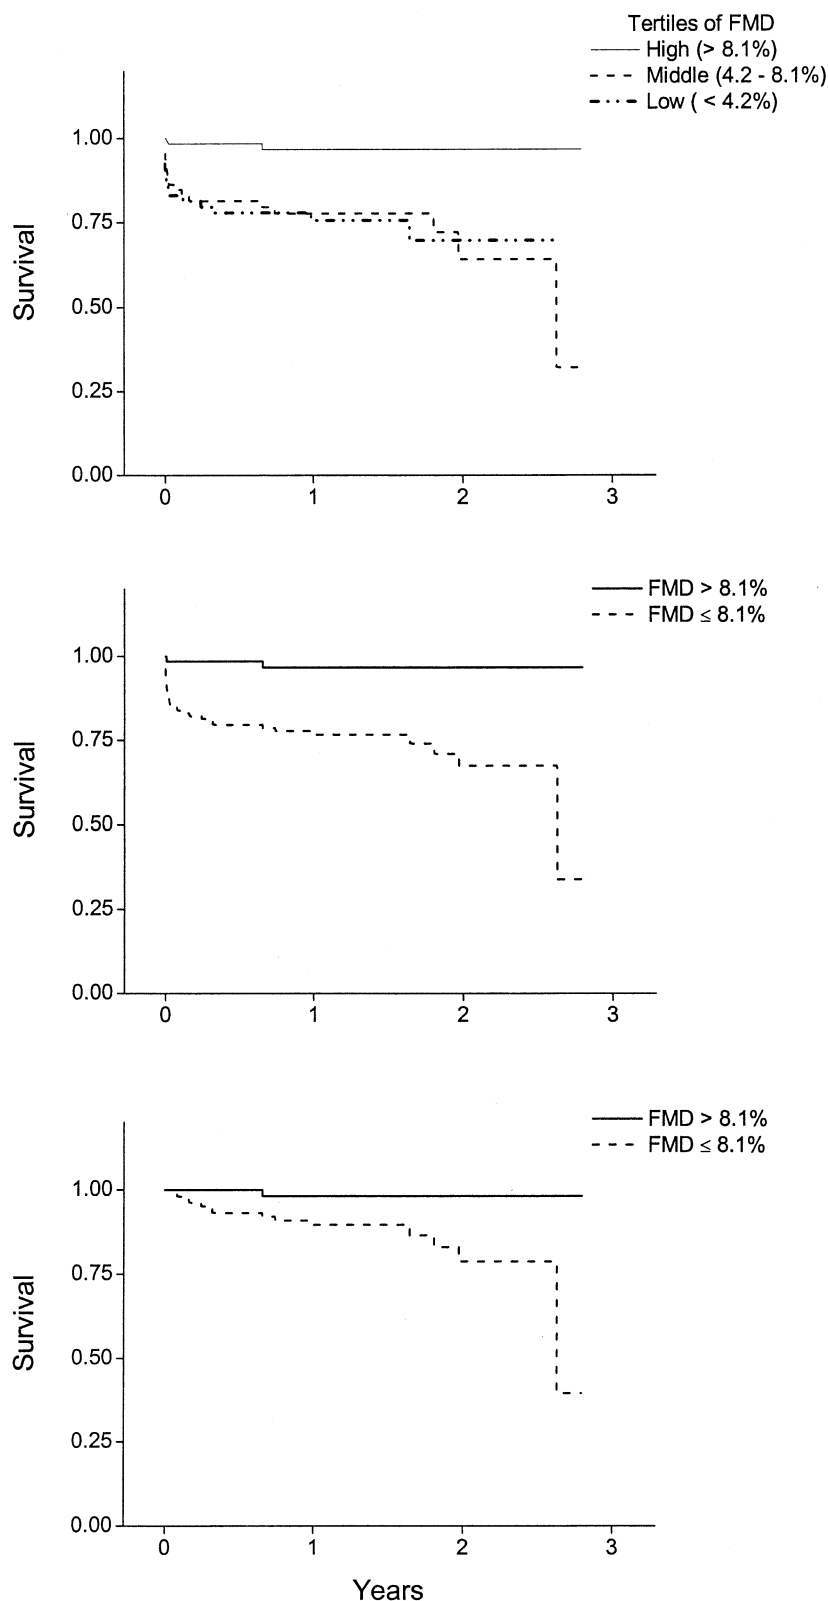 Tertiles of FMD
High (> 8.1%)
Middle (4.2 - 8.1%)
Low ( < 4.2%)
1.00
0.75
0.50
0.25
0.00
Survival
0 1 2 3
FMD > 8.1%
FMD ≤ 8.1%
1.00
0.75
0.50
0.25
0.00
Survival
0 1 2 3
FMD > 8.1%
FMD ≤ 8.1%
1.00
0.75
0.50
0.25
0.00
Survival
0 1 2 3
Years